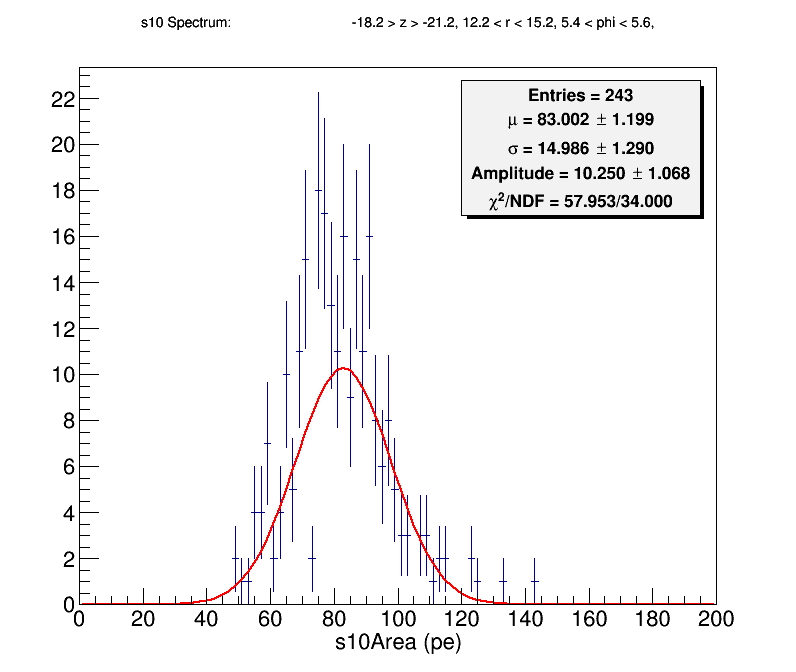 s10 Spectrum: -18.2 > z > -21.2, 12.2 < r < 15.2, 5.4 < phi < 5.6,
Entries = 243
μ = 83.002 ± 1.199
σ = 14.986 ± 1.290
Amplitude = 10.250 ± 1.068
χ²/NDF = 57.953/34.000
22
20
18
16
14
12
10
8
6
4
2
0
0 20 40 60 80 100 120 140 160 180 200
s10Area (pe)